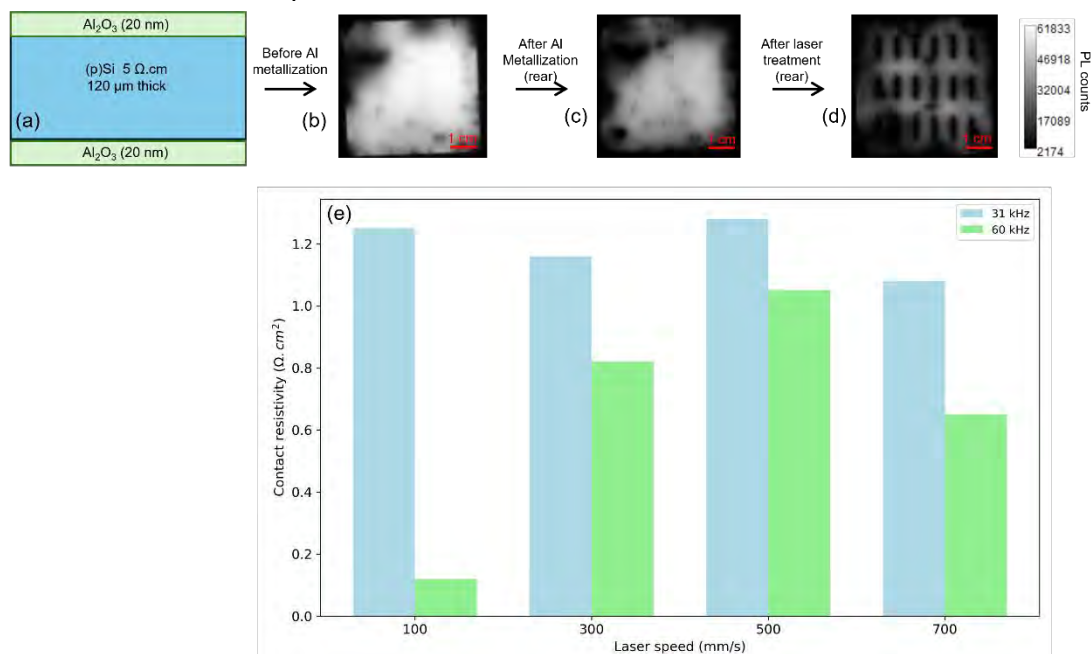 Al₂O₃ (20 nm)
(p)Si 5 Ω.cm
120 µm thick
(a)
Al₂O₃ (20 nm)
Before Al
metallization
(b)
1 cm
After Al
Metallization
(rear)
(c)
1 cm
After laser
treatment
(rear)
(d)
1 cm
61833
46918
32004
17089
2174
PL counts
(e)
31 kHz
60 kHz
Contact resistivity (Ω. cm²)
1.2
1.0
0.8
0.6
0.4
0.2
0.0
100 300 500 700
Laser speed (mm/s)